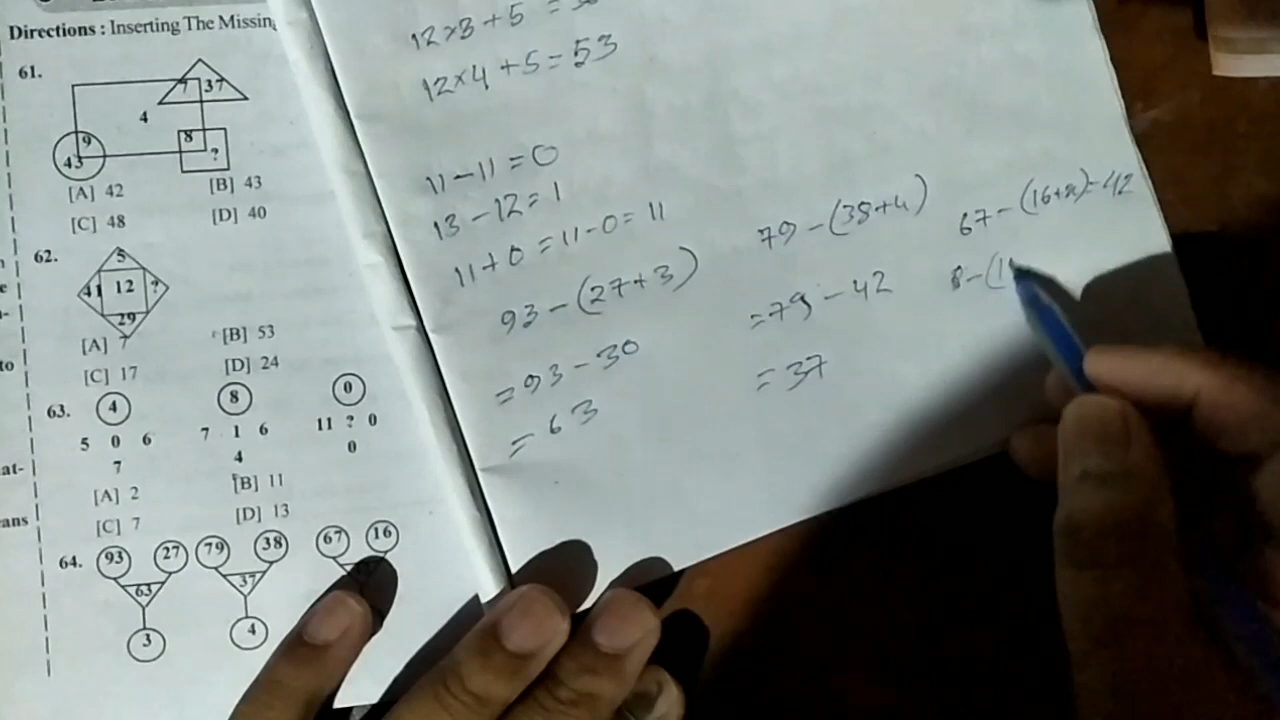 Directions : Inserting The Missin
61.
7 37
4
9 8
43 ?
[A] 42 [B] 43
[C] 48 [D] 40
62.
5
41 12 ?
29
[A] 7 [B] 53
[C] 17 [D] 24
63. 4 8 0
5 0 6 7 1 6 11 ? 0
7 4 0
[A] 2 [B] 11
[C] 7 [D] 13
64. 93 27 79 38 67 16
63 37
3 4
to
at-
ans
12×3+5 =
12×4+5=53
11-11=0
13-12=1
11+0=11-0=11
93-(27+3)
=93-30
=63
79-(38+4)
=79-42
=37
67-(16+x)=42